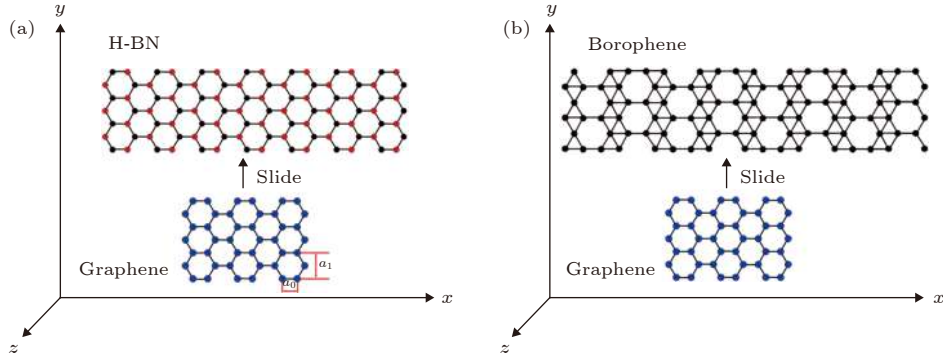 (a)
y
H-BN
Slide
Graphene
a1
a0
x
z
(b)
y
Borophene
Slide
Graphene
x
z